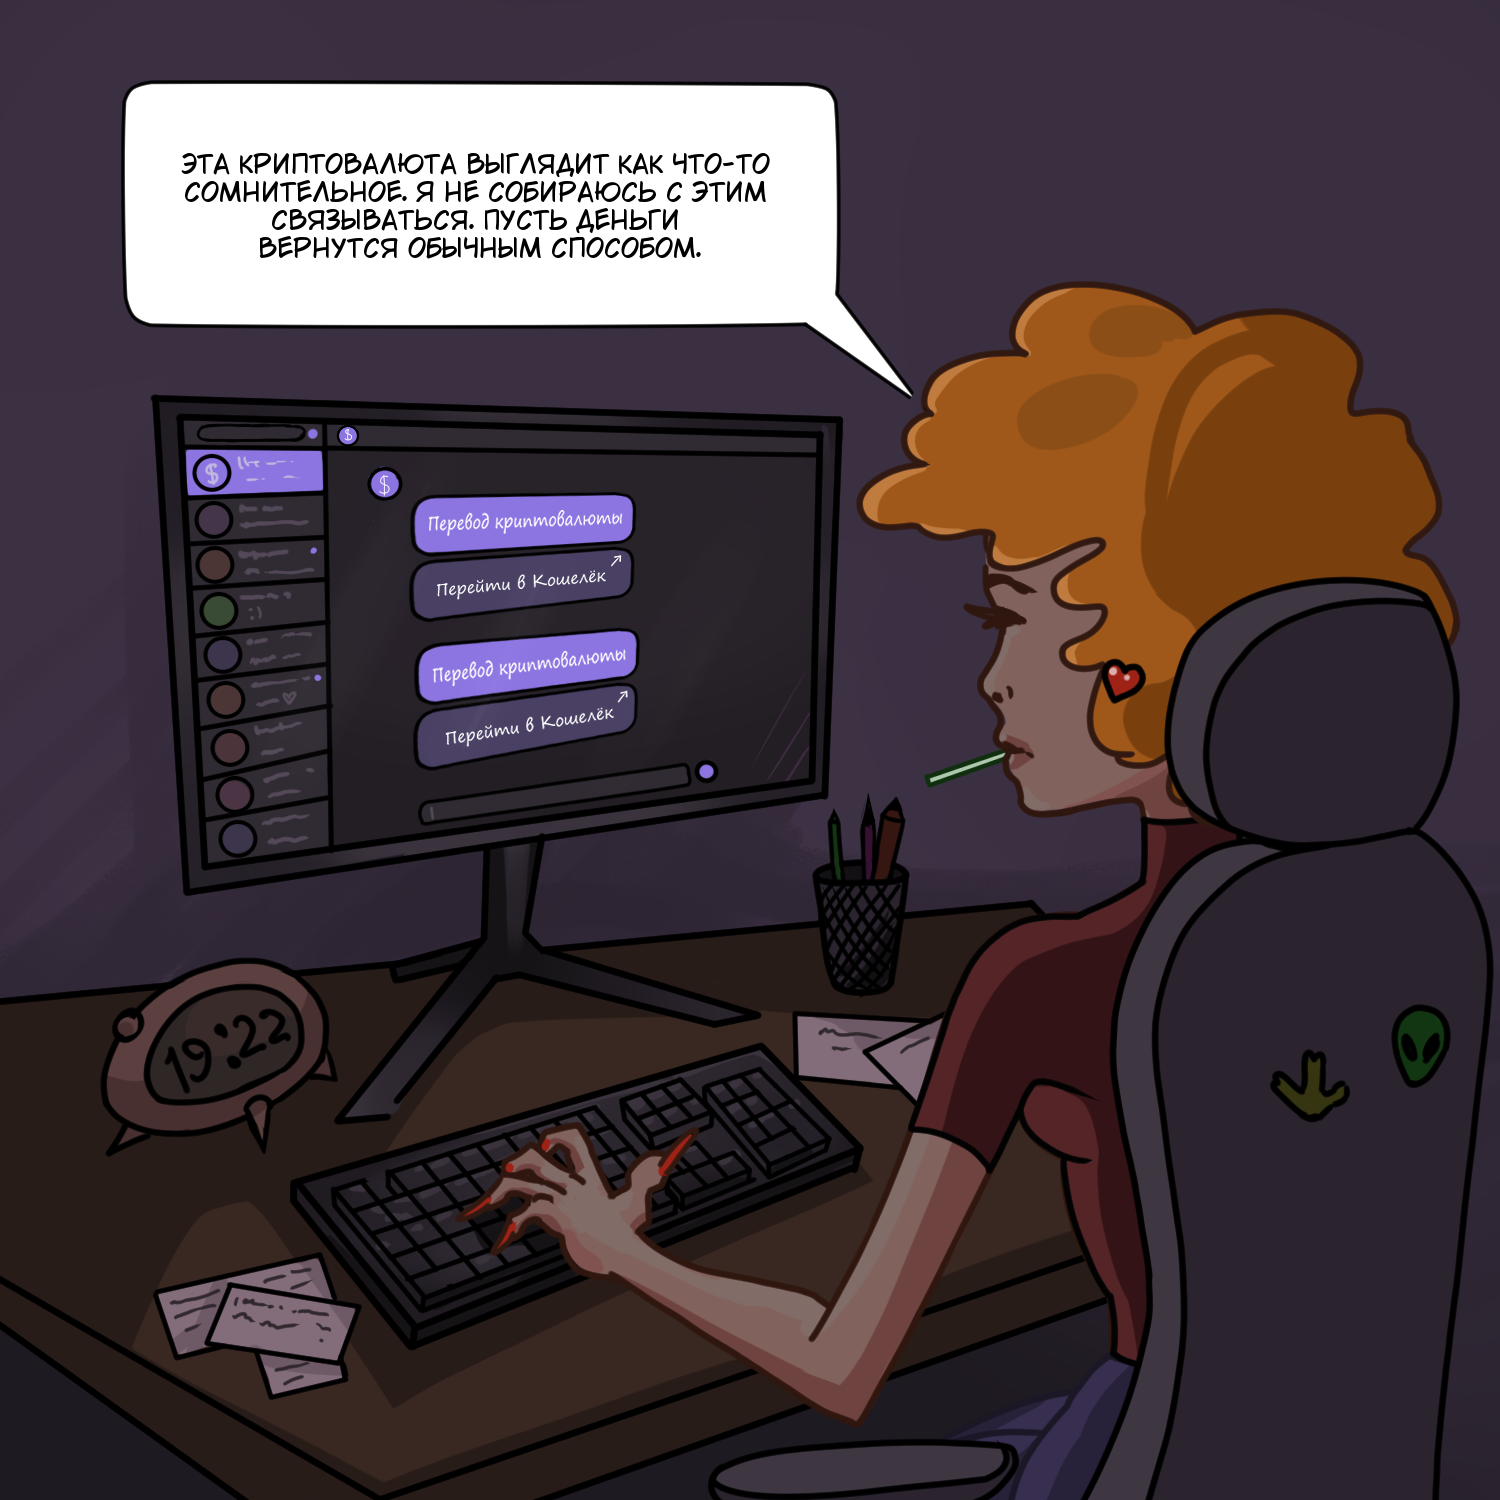 ЭТА КРИПТОВАЛЮТА ВЫГЛЯДИТ КАК ЧТО-ТО
СОМНИТЕЛЬНОЕ. Я НЕ СОБИРАЮСЬ С ЭТИМ
СВЯЗЫВАТЬСЯ. ПУСТЬ ДЕНЬГИ
ВЕРНУТСЯ ОБЫЧНЫМ СПОСОБОМ.
$
$
$
Перевод криптовалюты
Перейти в Кошелёк
:)
Перевод криптовалюты
Перейти в Кошелёк
19:22